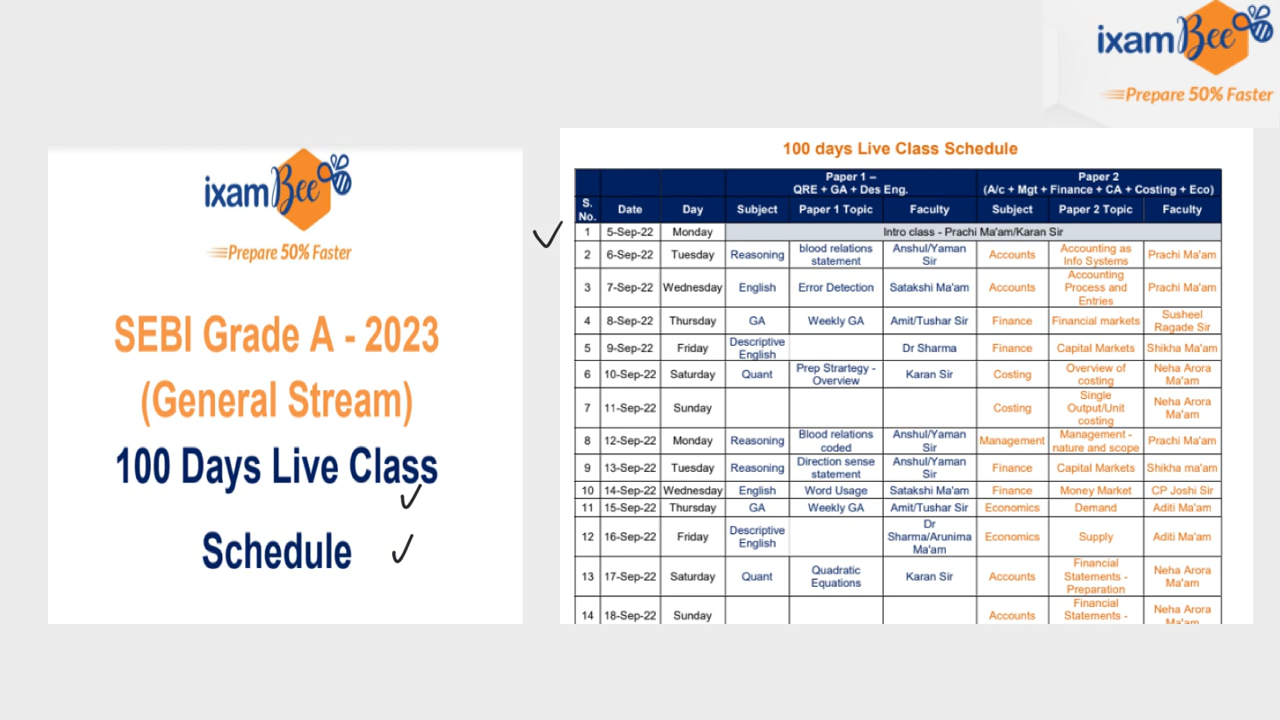 ixamBee
Prepare 50% Faster
ixamBee
Prepare 50% Faster
SEBI Grade A - 2023
(General Stream)
100 Days Live Class
Schedule
100 days Live Class Schedule
Paper 1 – QRE + GA + Des Eng. Paper 2 (A/c + Mgt + Finance + CA + Costing + Eco)
S. No. Date Day Subject Paper 1 Topic Faculty Subject Paper 2 Topic Faculty
1 5-Sep-22 Monday Intro class - Prachi Ma'am/Karan Sir
2 6-Sep-22 Tuesday Reasoning blood relations statement Anshul/Yaman Sir Accounts Accounting as Info Systems Prachi Ma'am
3 7-Sep-22 Wednesday English Error Detection Satakshi Ma'am Accounts Accounting Process and Entries Prachi Ma'am
4 8-Sep-22 Thursday GA Weekly GA Amit/Tushar Sir Finance Financial markets Susheel Ragade Sir
5 9-Sep-22 Friday Descriptive English Dr Sharma Finance Capital Markets Shikha Ma'am
6 10-Sep-22 Saturday Quant Prep Strartegy - Overview Karan Sir Costing Overview of costing Neha Arora Ma'am
7 11-Sep-22 Sunday Costing Single Output/Unit costing Neha Arora Ma'am
8 12-Sep-22 Monday Reasoning Blood relations coded Anshul/Yaman Sir Management Management - nature and scope Prachi Ma'am
9 13-Sep-22 Tuesday Reasoning Direction sense statement Anshul/Yaman Sir Finance Capital Markets Shikha ma'am
10 14-Sep-22 Wednesday English Word Usage Satakshi Ma'am Finance Money Market CP Joshi Sir
11 15-Sep-22 Thursday GA Weekly GA Amit/Tushar Sir Economics Demand Aditi Ma'am
12 16-Sep-22 Friday Descriptive English Dr Sharma/Arunima Ma'am Economics Supply Aditi Ma'am
13 17-Sep-22 Saturday Quant Quadratic Equations Karan Sir Accounts Financial Statements - Preparation Neha Arora Ma'am
14 18-Sep-22 Sunday Accounts Financial Statements - Neha Arora Ma'am